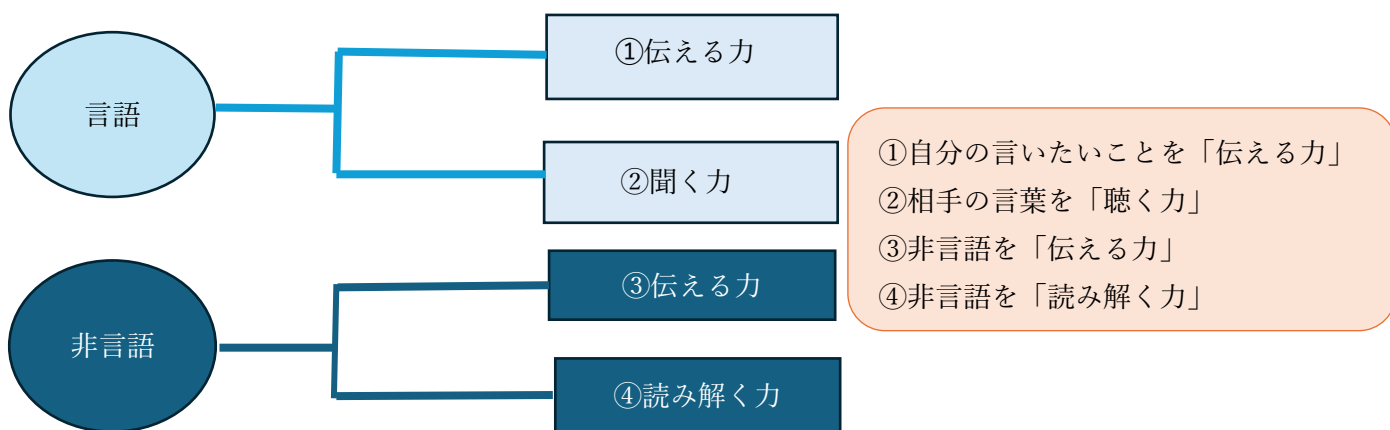 言語
①伝える力
②聞く力
非言語
③伝える力
④読み解く力
①自分の言いたいことを「伝える力」
②相手の言葉を「聴く力」
③非言語を「伝える力」
④非言語を「読み解く力」